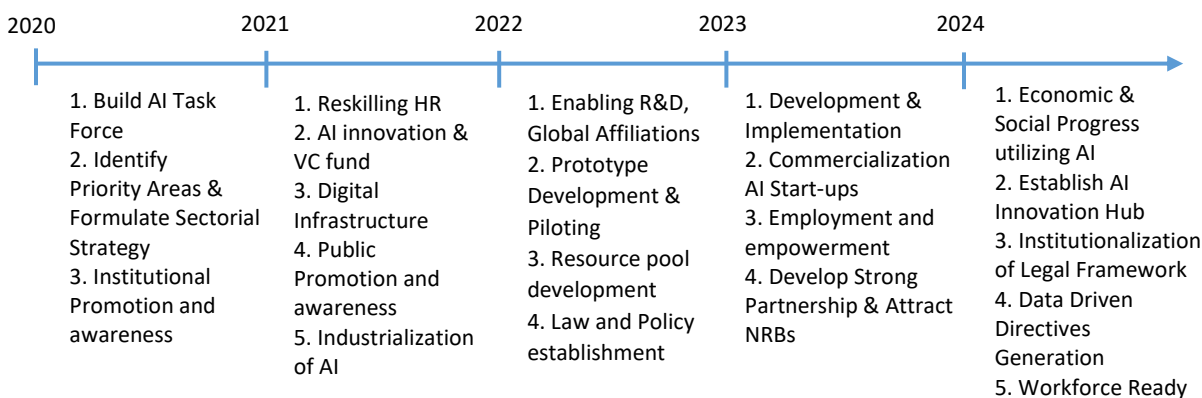 2020
2021
2022
2023
2024
1. Build AI Task
Force
2. Identify
Priority Areas &
Formulate Sectorial
Strategy
3. Institutional
Promotion and
awareness
1. Reskilling HR
2. AI innovation &
VC fund
3. Digital
Infrastructure
4. Public
Promotion and
awareness
5. Industrialization
of AI
1. Enabling R&D,
Global Affiliations
2. Prototype
Development &
Piloting
3. Resource pool
development
4. Law and Policy
establishment
1. Development &
Implementation
2. Commercialization
AI Start-ups
3. Employment and
empowerment
4. Develop Strong
Partnership & Attract
NRBs
1. Economic &
Social Progress
utilizing AI
2. Establish AI
Innovation Hub
3. Institutionalization
of Legal Framework
4. Data Driven
Directives
Generation
5. Workforce Ready